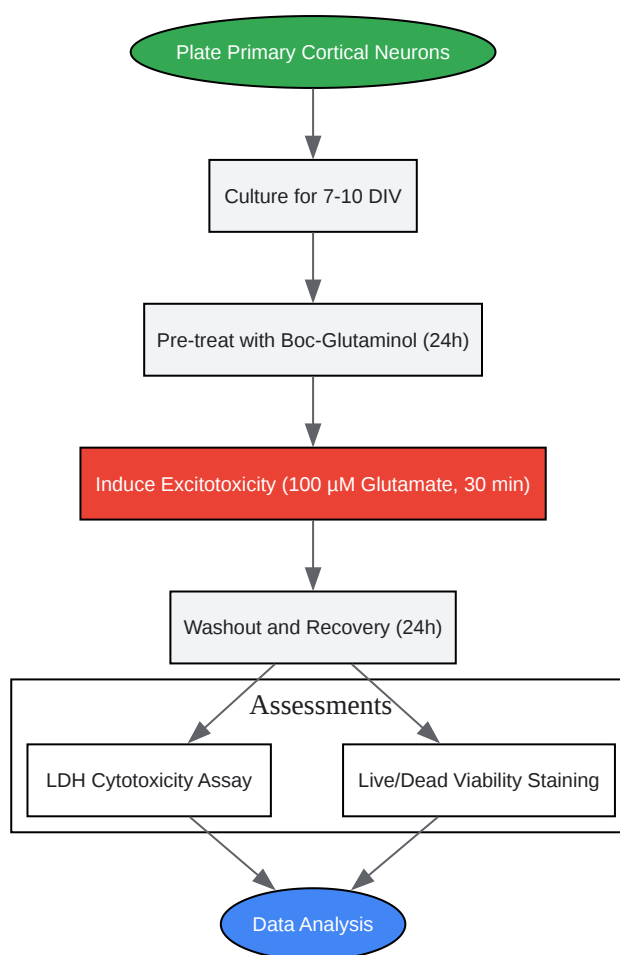 Plate Primary Cortical Neurons
Culture for 7-10 DIV
Pre-treat with Boc-Glutaminol (24h)
Induce Excitotoxicity (100 µM Glutamate, 30 min)
Washout and Recovery (24h)
Assessments
LDH Cytotoxicity Assay
Live/Dead Viability Staining
Data Analysis